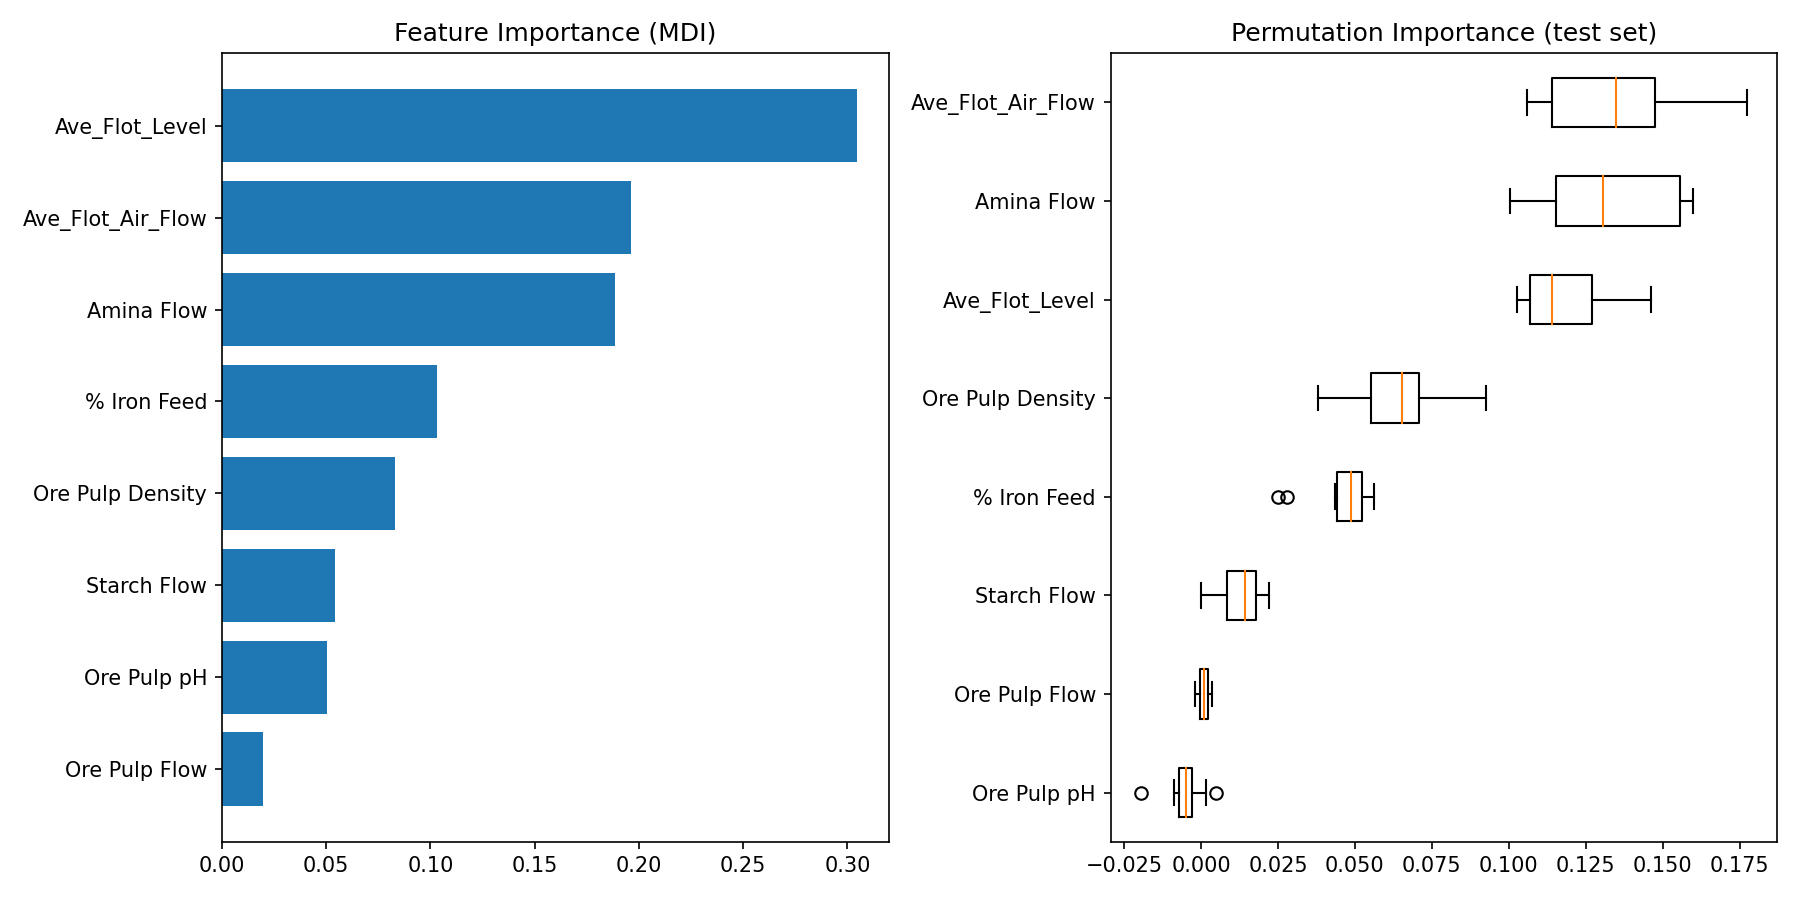 Feature Importance (MDI)
Ave_Flot_Level
Ave_Flot_Air_Flow
Amina Flow
% Iron Feed
Ore Pulp Density
Starch Flow
Ore Pulp pH
Ore Pulp Flow
0.00 0.05 0.10 0.15 0.20 0.25 0.30
Permutation Importance (test set)
Ave_Flot_Air_Flow
Amina Flow
Ave_Flot_Level
Ore Pulp Density
% Iron Feed
Starch Flow
Ore Pulp Flow
Ore Pulp pH
−0.025 0.000 0.025 0.050 0.075 0.100 0.125 0.150 0.175